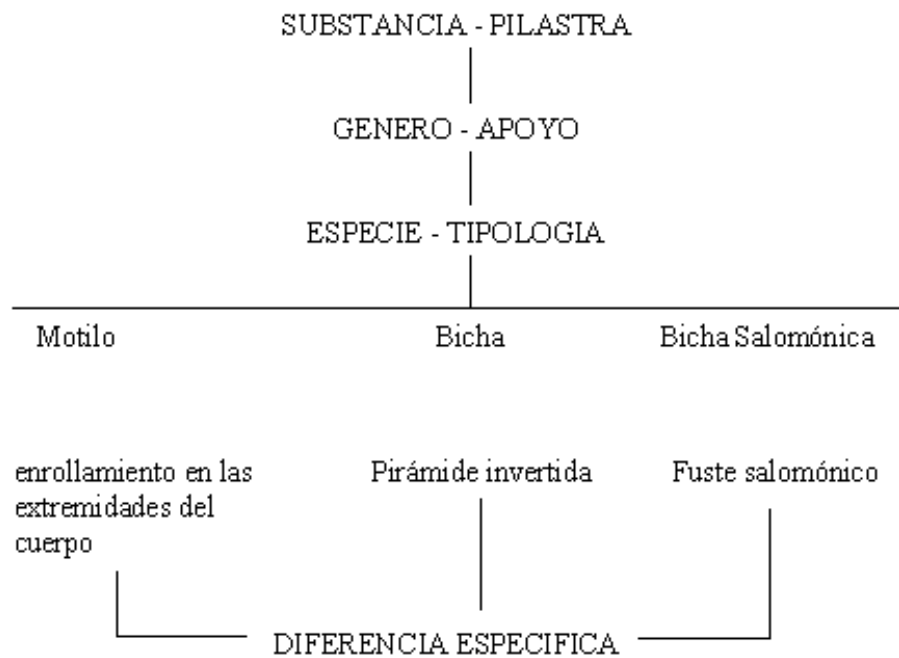 SUBSTANCIA - PILASTRA
GENERO - APOYO
ESPECIE - TIPOLOGIA
Motilo
Bicha
Bicha Salomónica
enrollamiento en las
extremidades del
cuerpo
Pirámide invertida
Fuste salomónico
DIFERENCIA ESPECIFICA